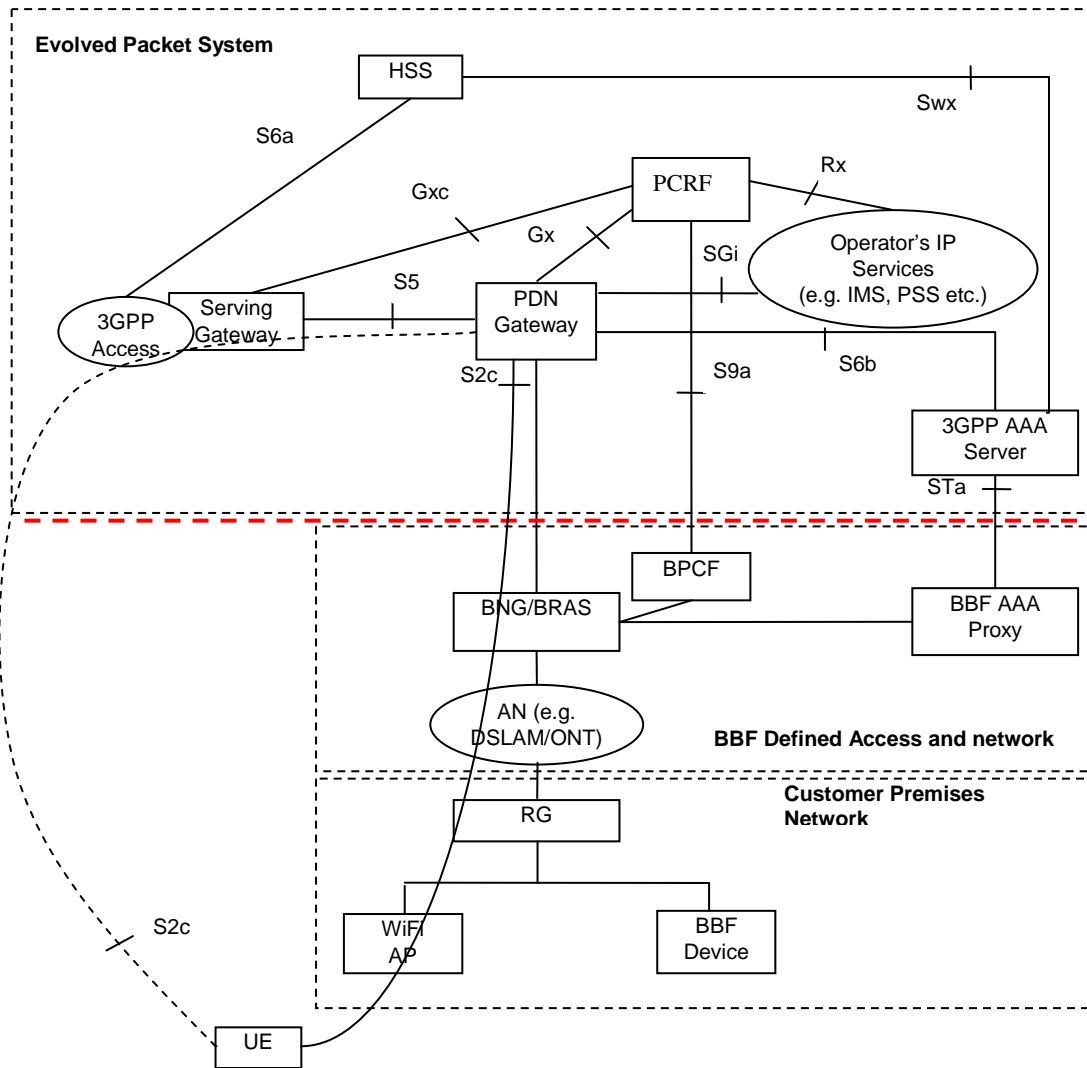 Evolved Packet System
HSS
Swx
S6a
PCRF
Rx
Gxc
Gx
SGi
Operator's IP
Services
(e.g. IMS, PSS etc.)
S5
PDN
Gateway
Serving
Gateway
3GPP
Access
S2c
S9a
S6b
3GPP AAA
Server
STa
BPCF
BNG/BRAS
BBF AAA
Proxy
AN (e.g.
DSLAM/ONT)
BBF Defined Access and network
Customer Premises
Network
RG
WiFi
AP
BBF
Device
S2c
UE